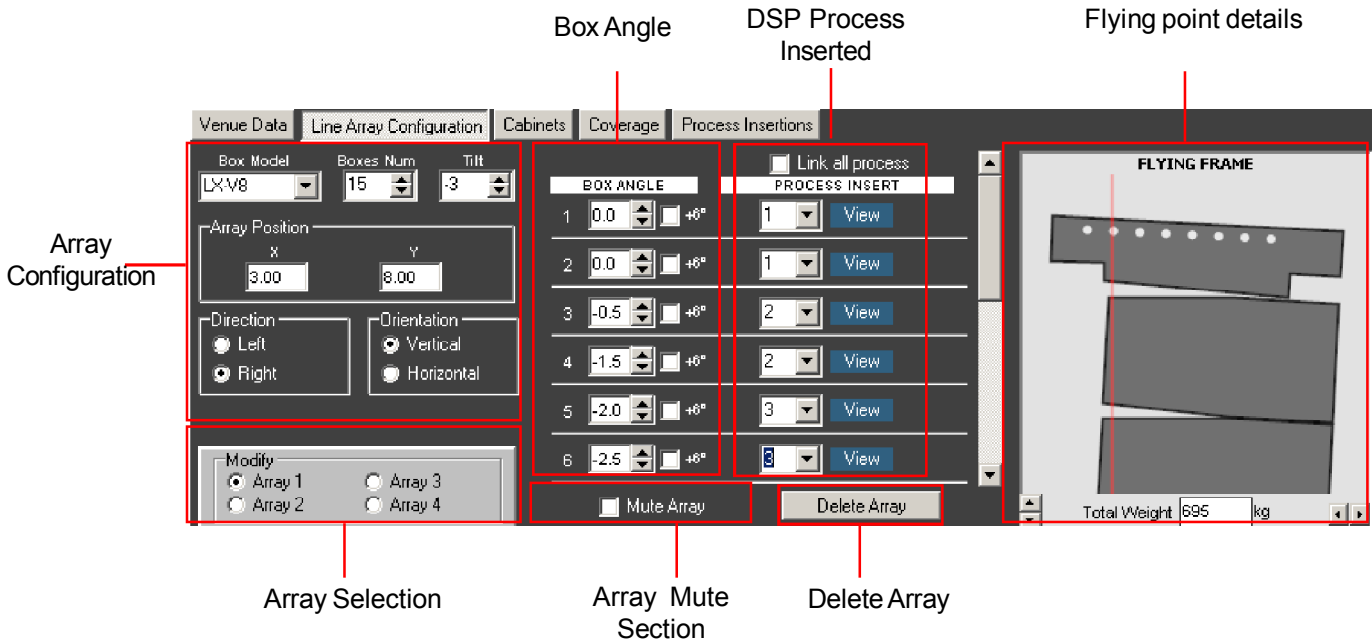 Box Angle
DSP Process
Inserted
Flying point details
Venue Data
Line Array Configuration
Cabinets
Coverage
Process Insertions
Array
Configuration
Box Model
Boxes Num
Tilt
LX-V8
15
-3
Array Position
X
Y
3.00
8.00
Direction
Left
Right
Orientation
Vertical
Horizontal
Modify
Array 1
Array 3
Array 2
Array 4
Link all process
BOX ANGLE
PROCESS INSERT
1 0.0 +6° 1 View
2 0.0 +6° 1 View
3 -0.5 +6° 2 View
4 -1.5 +6° 2 View
5 -2.0 +6° 3 View
6 -2.5 +6° 3 View
Mute Array
Delete Array
FLYING FRAME
Total Weight 695 kg
Array Selection
Array Mute
Section
Delete Array